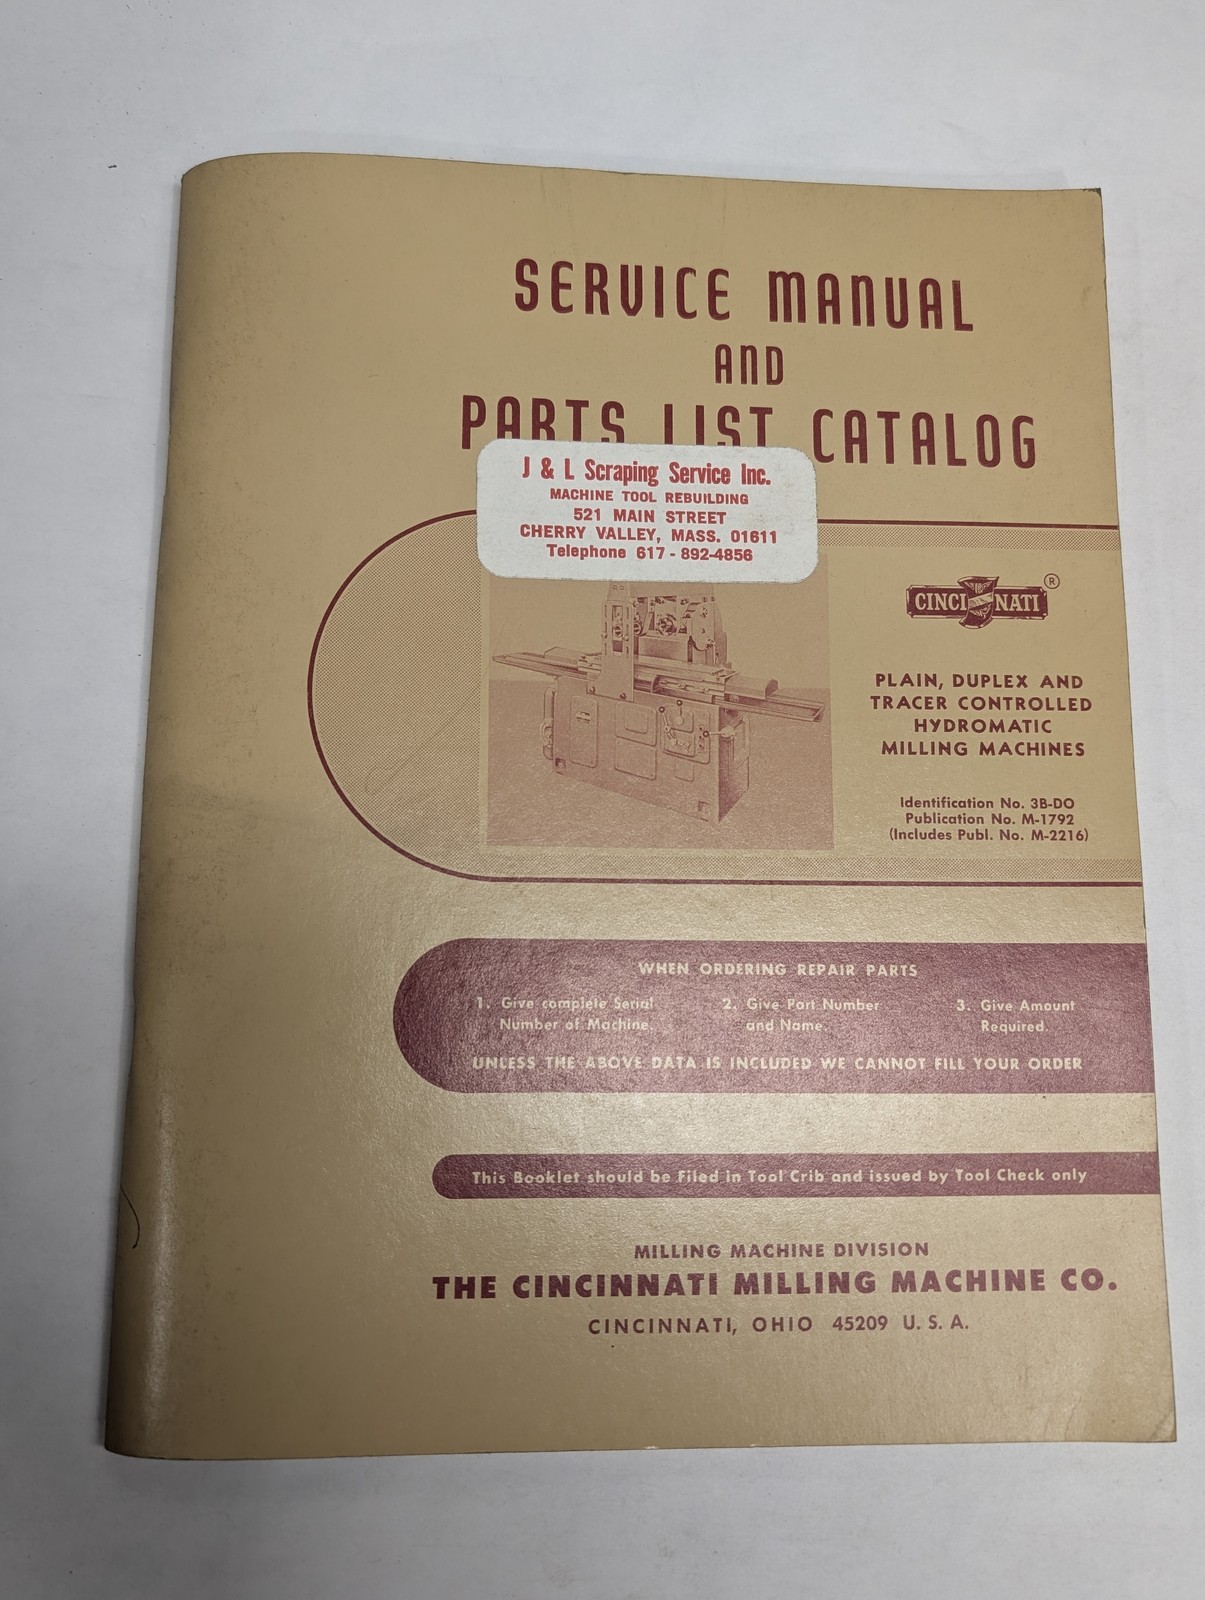 SERVICE MANUAL
AND
PARTS LIST CATALOG
J & L Scraping Service Inc.
MACHINE TOOL REBUILDING
521 MAIN STREET
CHERRY VALLEY, MASS. 01611
Telephone 617 - 892-4856
CINCINNATI ®
PLAIN, DUPLEX AND
TRACER CONTROLLED
HYDROMATIC
MILLING MACHINES
Identification No. 3B-DO
Publication No. M-1792
(Includes Publ. No. M-2216)
WHEN ORDERING REPAIR PARTS
1. Give complete Serial
Number of Machine.
2. Give Part Number
and Name.
3. Give Amount
Required.
UNLESS THE ABOVE DATA IS INCLUDED WE CANNOT FILL YOUR ORDER
This Booklet should be Filed in Tool Crib and issued by Tool Check only
MILLING MACHINE DIVISION
THE CINCINNATI MILLING MACHINE CO.
CINCINNATI, OHIO 45209 U. S. A.